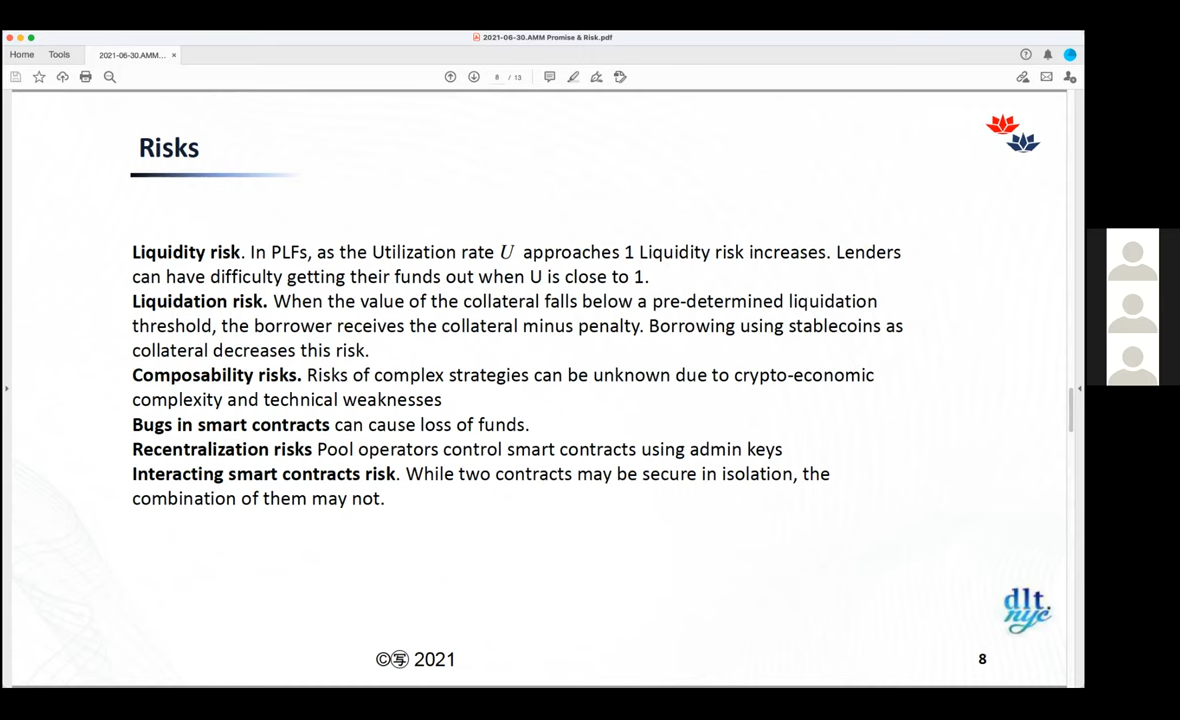 2021-06-30.AMM Promise & Risk.pdf
Home Tools 2021-06-30.AMM... ×
8 / 13
Risks
Liquidity risk. In PLFs, as the Utilization rate U approaches 1 Liquidity risk increases. Lenders
can have difficulty getting their funds out when U is close to 1.
Liquidation risk. When the value of the collateral falls below a pre-determined liquidation
threshold, the borrower receives the collateral minus penalty. Borrowing using stablecoins as
collateral decreases this risk.
Composability risks. Risks of complex strategies can be unknown due to crypto-economic
complexity and technical weaknesses
Bugs in smart contracts can cause loss of funds.
Recentralization risks Pool operators control smart contracts using admin keys
Interacting smart contracts risk. While two contracts may be secure in isolation, the
combination of them may not.
dlt.
nyc
©㊢ 2021
8